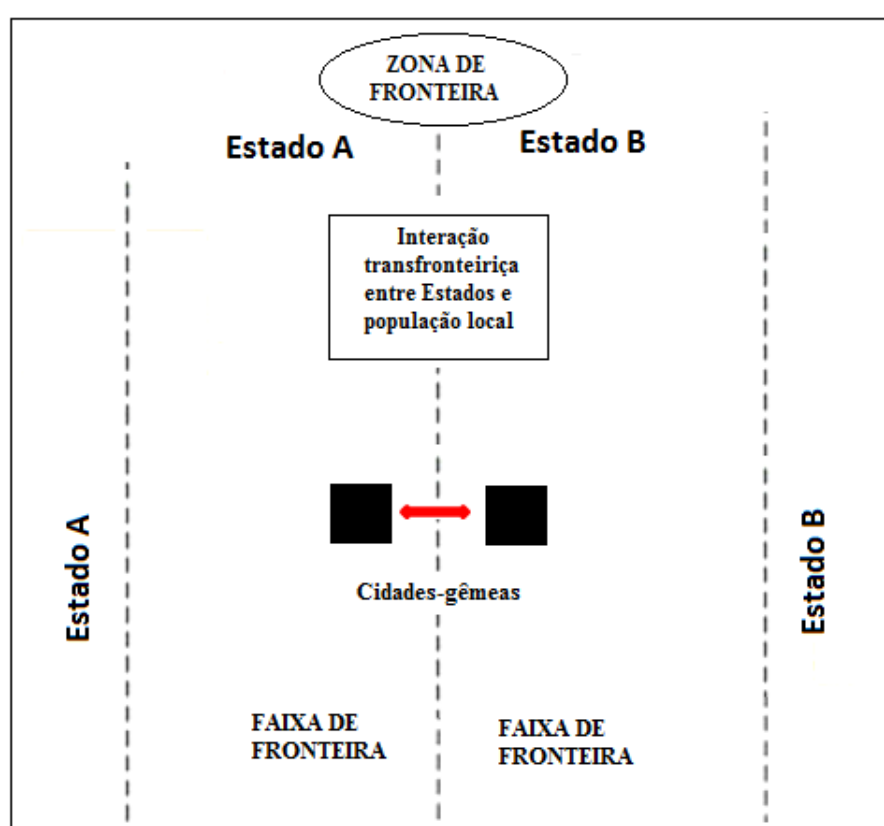 ZONA DE
FRONTEIRA
Estado A
Estado B
Interação
transfronteiriça
entre Estados e
população local
Estado A
Estado B
Cidades-gêmeas
FAIXA DE
FRONTEIRA
FAIXA DE
FRONTEIRA